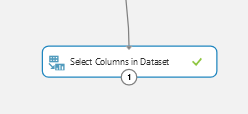 Select Columns in Dataset
1